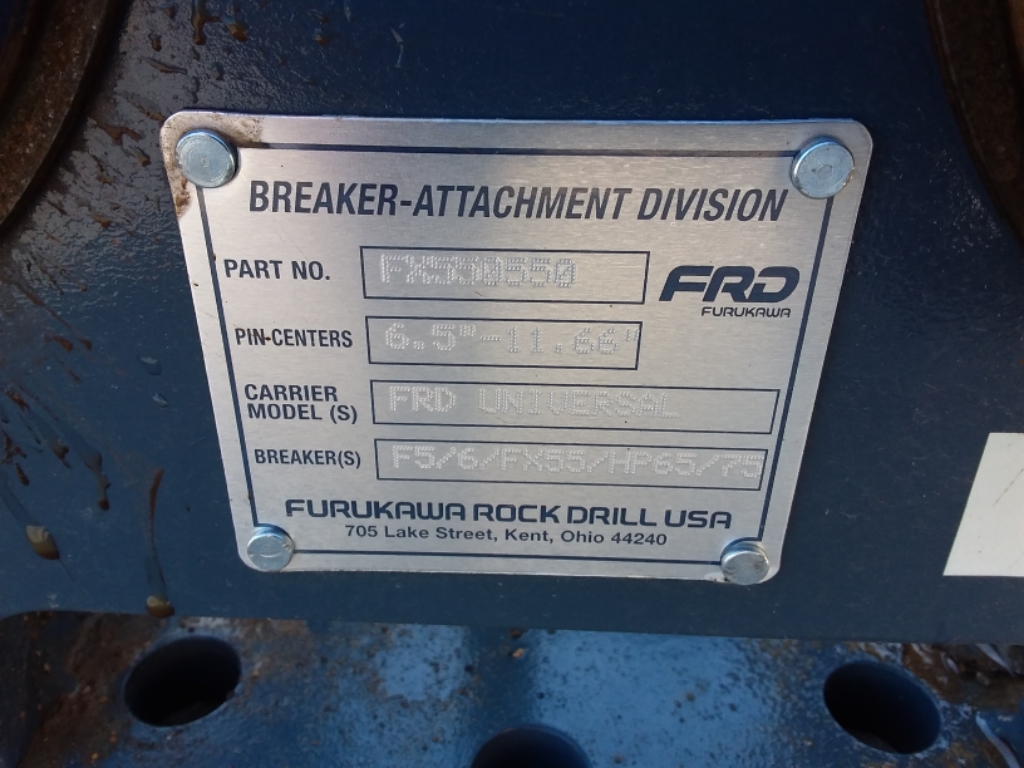 BREAKER-ATTACHMENT DIVISION
PART NO. FX550550
FRD
FURUKAWA
PIN-CENTERS 6.5"-11.66"
CARRIER
MODEL (S) FRD UNIVERSAL
BREAKER(S) F5/6/FX55/HP65/75
FURUKAWA ROCK DRILL USA
705 Lake Street, Kent, Ohio 44240